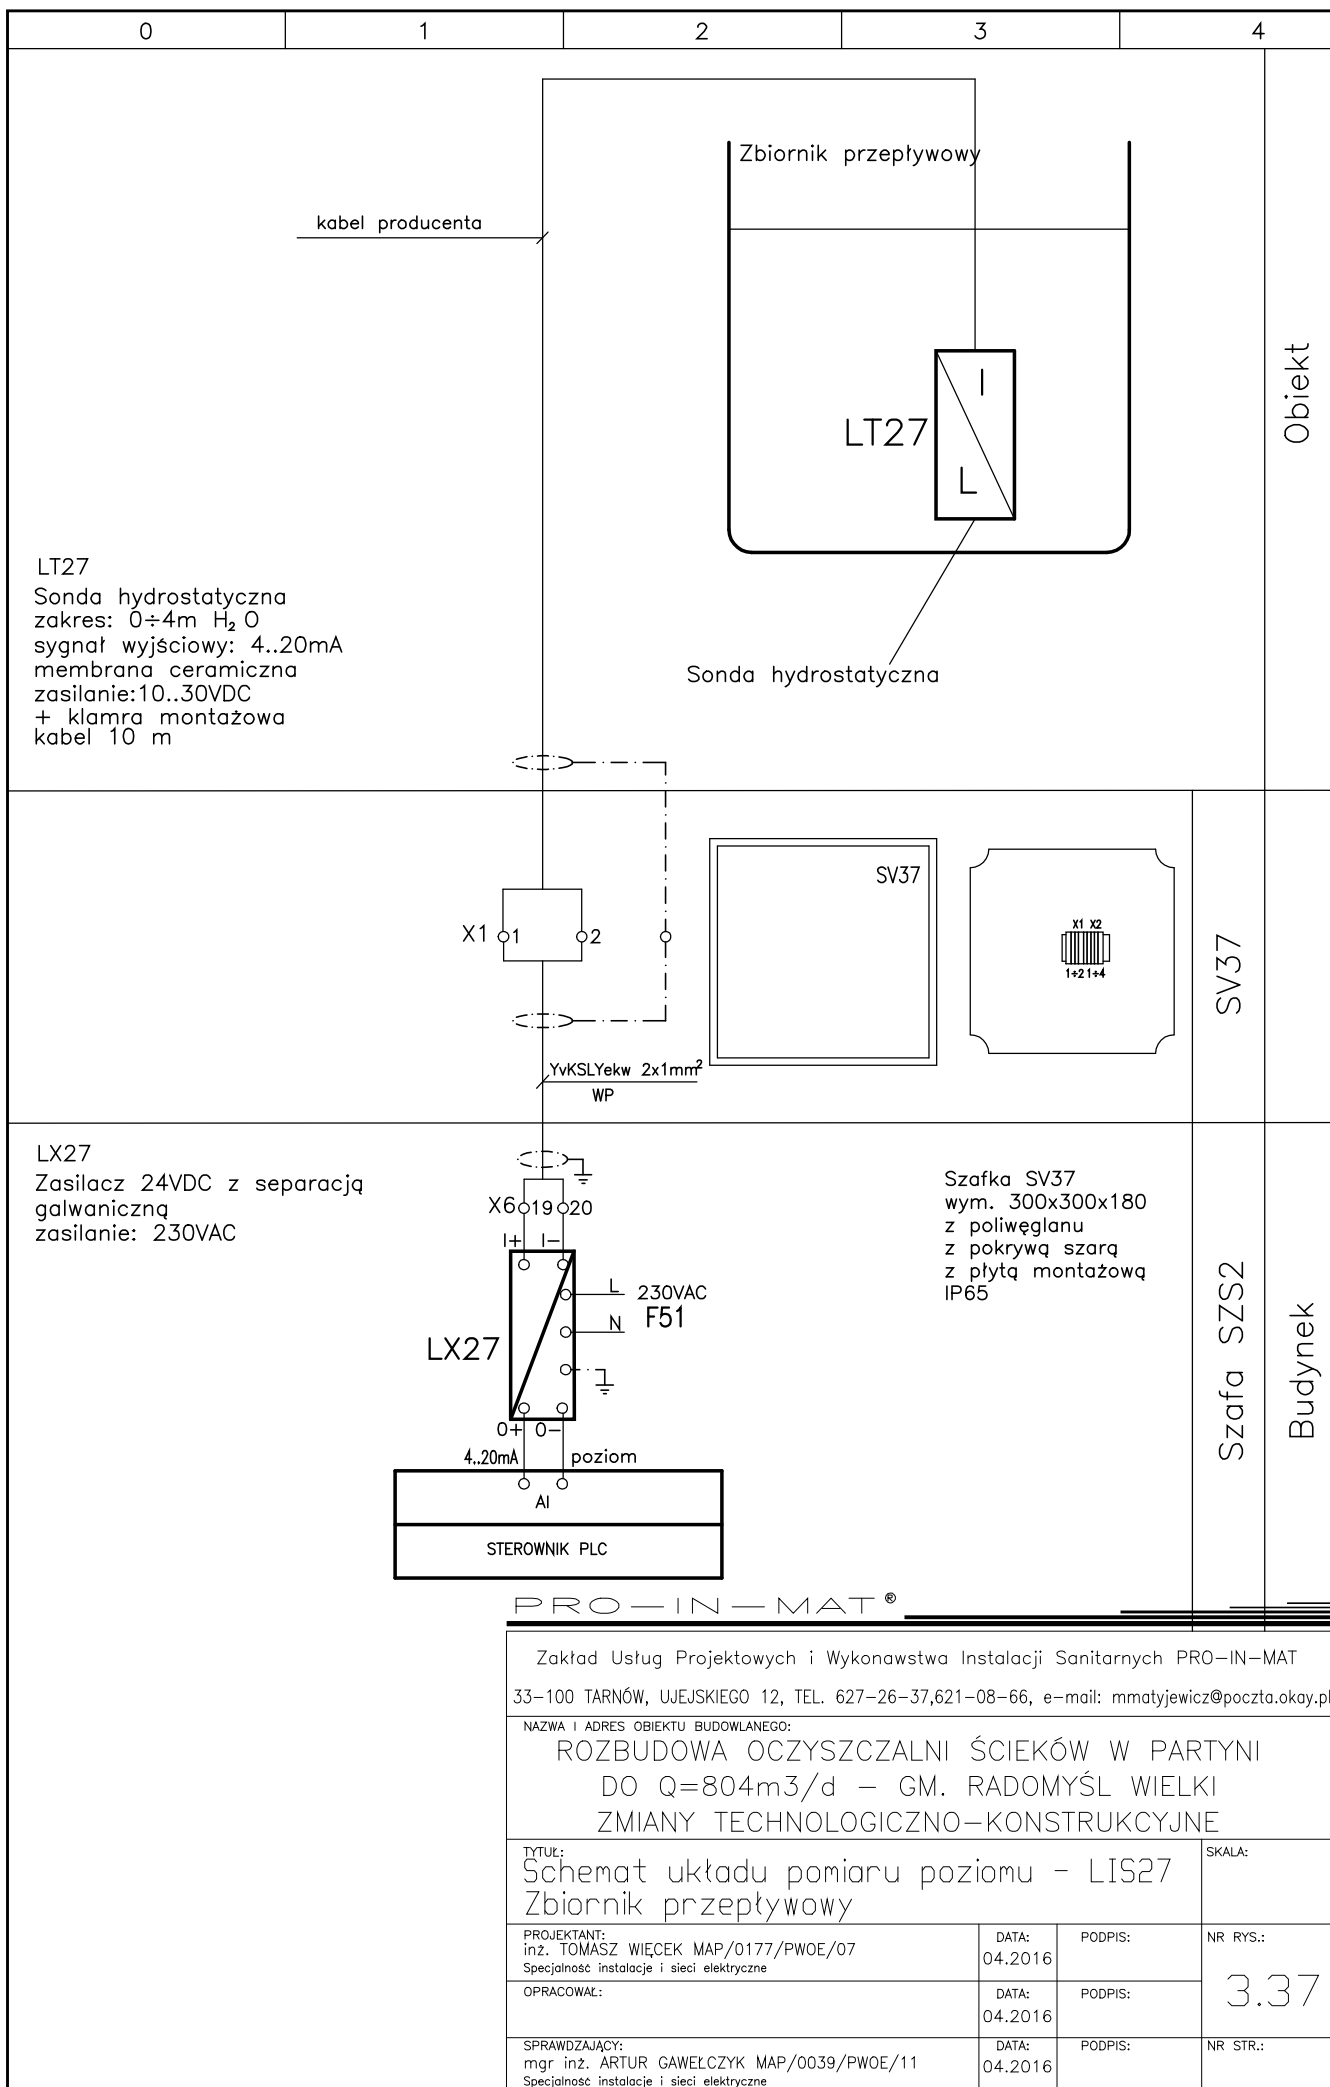 0 1 2 3 4
Zbiornik przepływowy
kabel producenta
I
LT27
L
Obiekt
LT27
Sonda hydrostatyczna
zakres: 0÷4m H₂ O
sygnał wyjściowy: 4..20mA
membrana ceramiczna
zasilanie:10..30VDC
+ klamra montażowa
kabel 10 m
Sonda hydrostatyczna
SV37
X1 X2
X1 1 2
1÷2 1÷4
SV37
YvKSLYekw 2x1mm²
WP
LX27
Zasilacz 24VDC z separacją
galwaniczną
zasilanie: 230VAC
Szafka SV37
wym. 300x300x180
z poliwęglanu
z pokrywą szarą
z płytą montażową
IP65
X6 19 20
I+ I-
L 230VAC
N F51
LX27
O+ O-
4..20mA poziom
AI
STEROWNIK PLC
Szafa SZS2
Budynek
PRO-IN-MAT®
Zakład Usług Projektowych i Wykonawstwa Instalacji Sanitarnych PRO-IN-MAT
33-100 TARNÓW, UJEJSKIEGO 12, TEL. 627-26-37,621-08-66, e-mail: mmatyjewicz@poczta.okay.pl
NAZWA I ADRES OBIEKTU BUDOWLANEGO:
ROZBUDOWA OCZYSZCZALNI ŚCIEKÓW W PARTYNI
DO Q=804m3/d - GM. RADOMYŚL WIELKI
ZMIANY TECHNOLOGICZNO-KONSTRUKCYJNE
TYTUŁ: SKALA:
Schemat układu pomiaru poziomu - LIS27
Zbiornik przepływowy
PROJEKTANT: DATA: PODPIS: NR RYS.:
inż. TOMASZ WIĘCEK MAP/0177/PWOE/07 04.2016
Specjalność instalacje i sieci elektryczne
OPRACOWAŁ: DATA: PODPIS: 3.37
04.2016
SPRAWDZAJĄCY: DATA: PODPIS: NR STR.:
mgr inż. ARTUR GAWEŁCZYK MAP/0039/PWOE/11 04.2016
Specjalność instalacje i sieci elektryczne